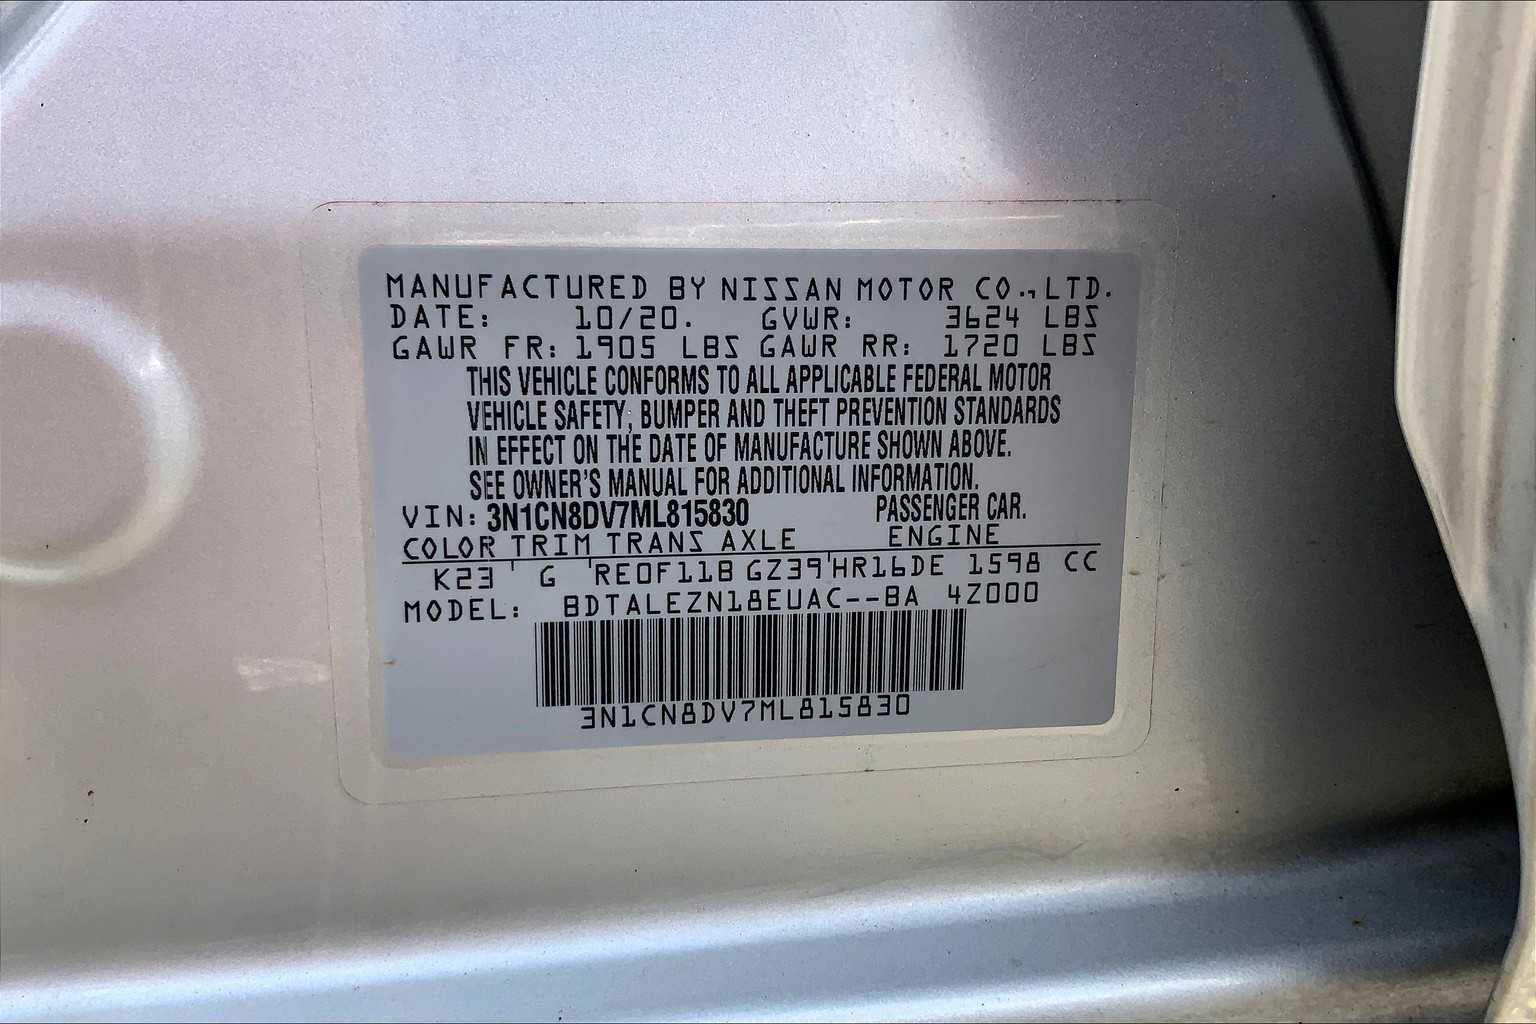 MANUFACTURED BY NISSAN MOTOR CO.,LTD.
DATE: 10/20. GVWR: 3624 LBS
GAWR FR: 1905 LBS GAWR RR: 1720 LBS
THIS VEHICLE CONFORMS TO ALL APPLICABLE FEDERAL MOTOR
VEHICLE SAFETY, BUMPER AND THEFT PREVENTION STANDARDS
IN EFFECT ON THE DATE OF MANUFACTURE SHOWN ABOVE.
SEE OWNER'S MANUAL FOR ADDITIONAL INFORMATION.
VIN: 3N1CN8DV7ML815830 PASSENGER CAR.
COLOR TRIM TRANS AXLE ENGINE
K23 G RE0F11B GZ39 HR16DE 1598 CC
MODEL: BDTALEZN18EUAC--BA 4Z000
3N1CN8DV7ML815830